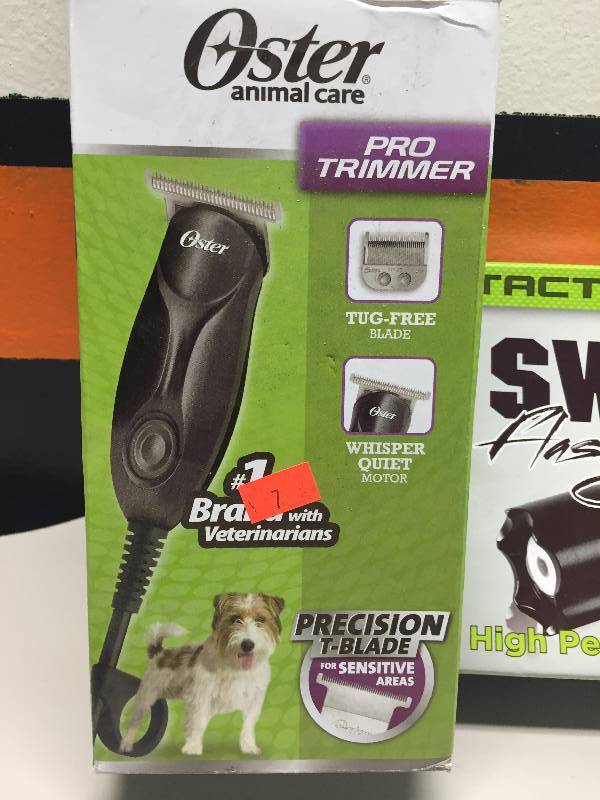 Oster®
animal care
PRO
TRIMMER
Oster
TUG-FREE
BLADE
Oster
WHISPER
QUIET
MOTOR
#1
7
with
Veterinarians
PRECISION
T-BLADE
FOR SENSITIVE
AREAS
TACT
SW
High Pe